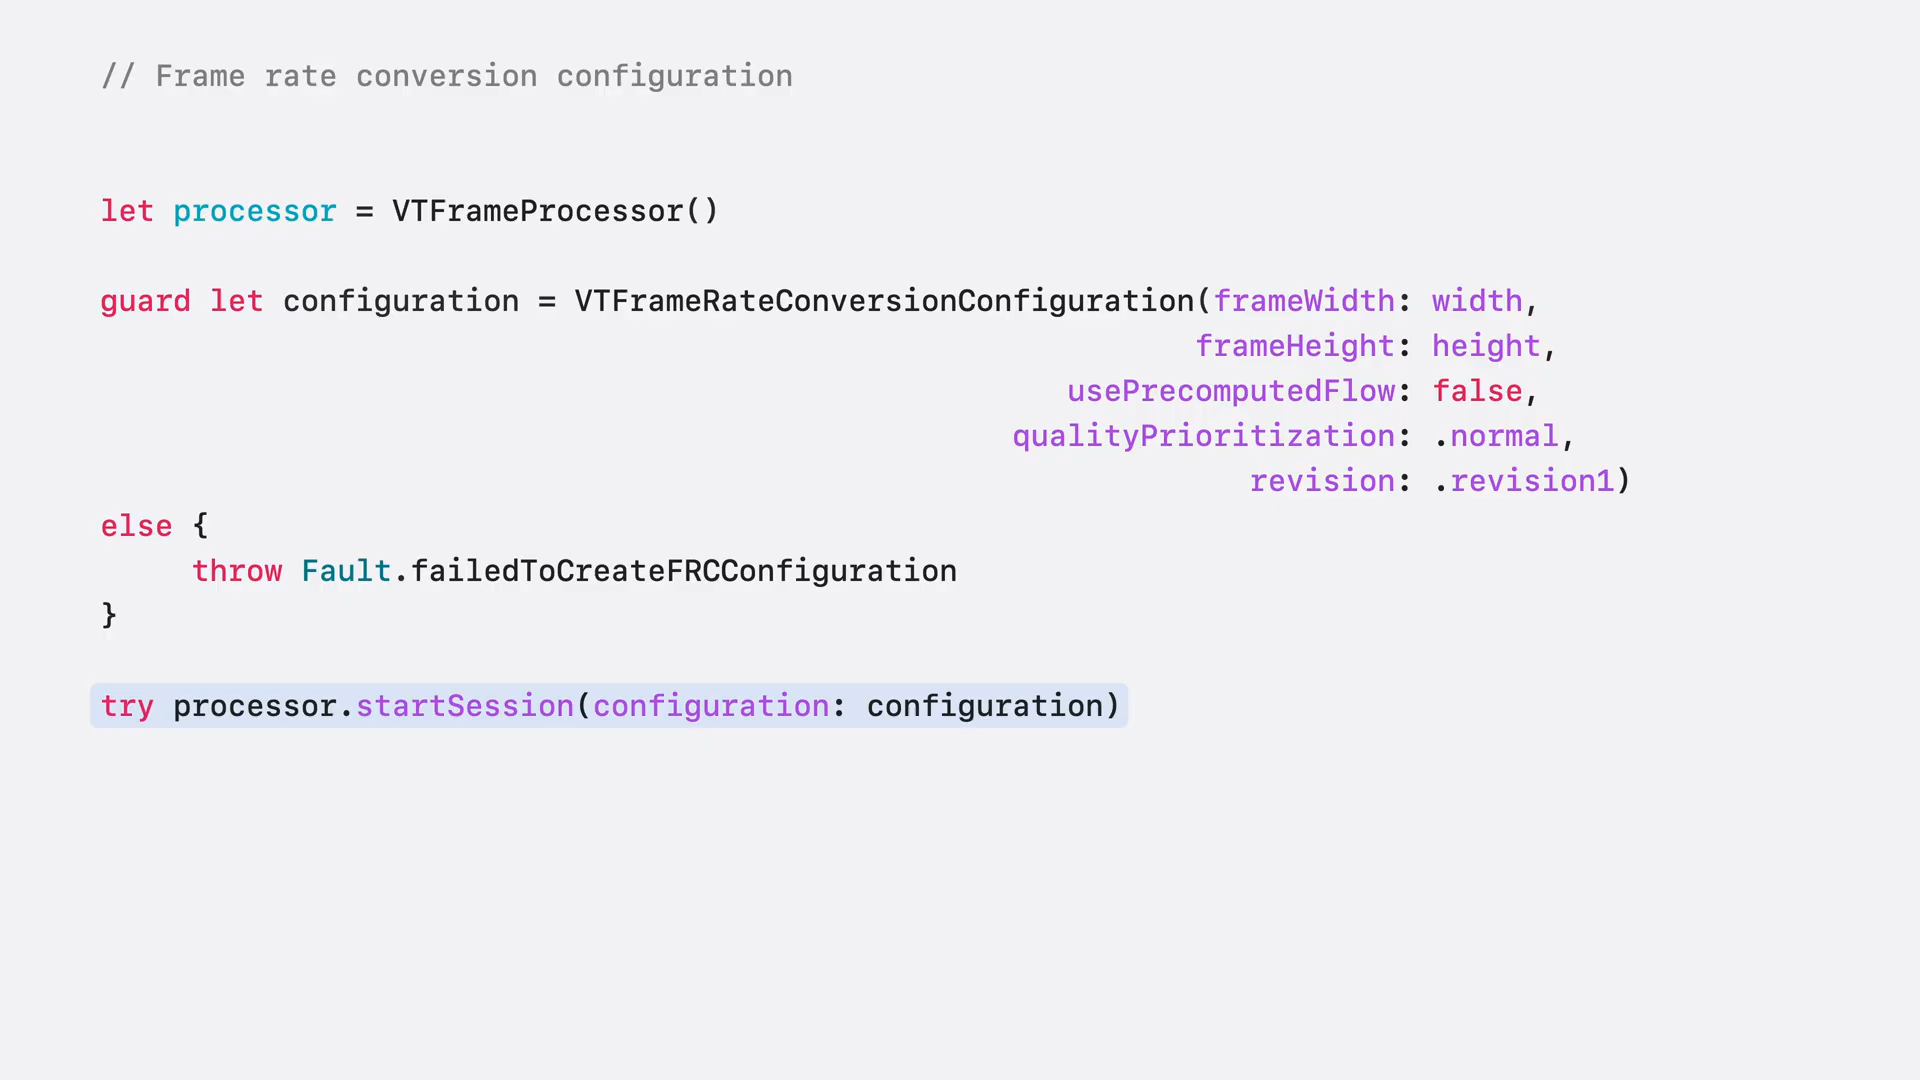 // Frame rate conversion configuration
let processor = VTFrameProcessor()
guard let configuration = VTFrameRateConversionConfiguration(frameWidth: width,
frameHeight: height,
usePrecomputedFlow: false,
qualityPrioritization: .normal,
revision: .revision1)
else {
throw Fault.failedToCreateFRCConfiguration
}
try processor.startSession(configuration: configuration)